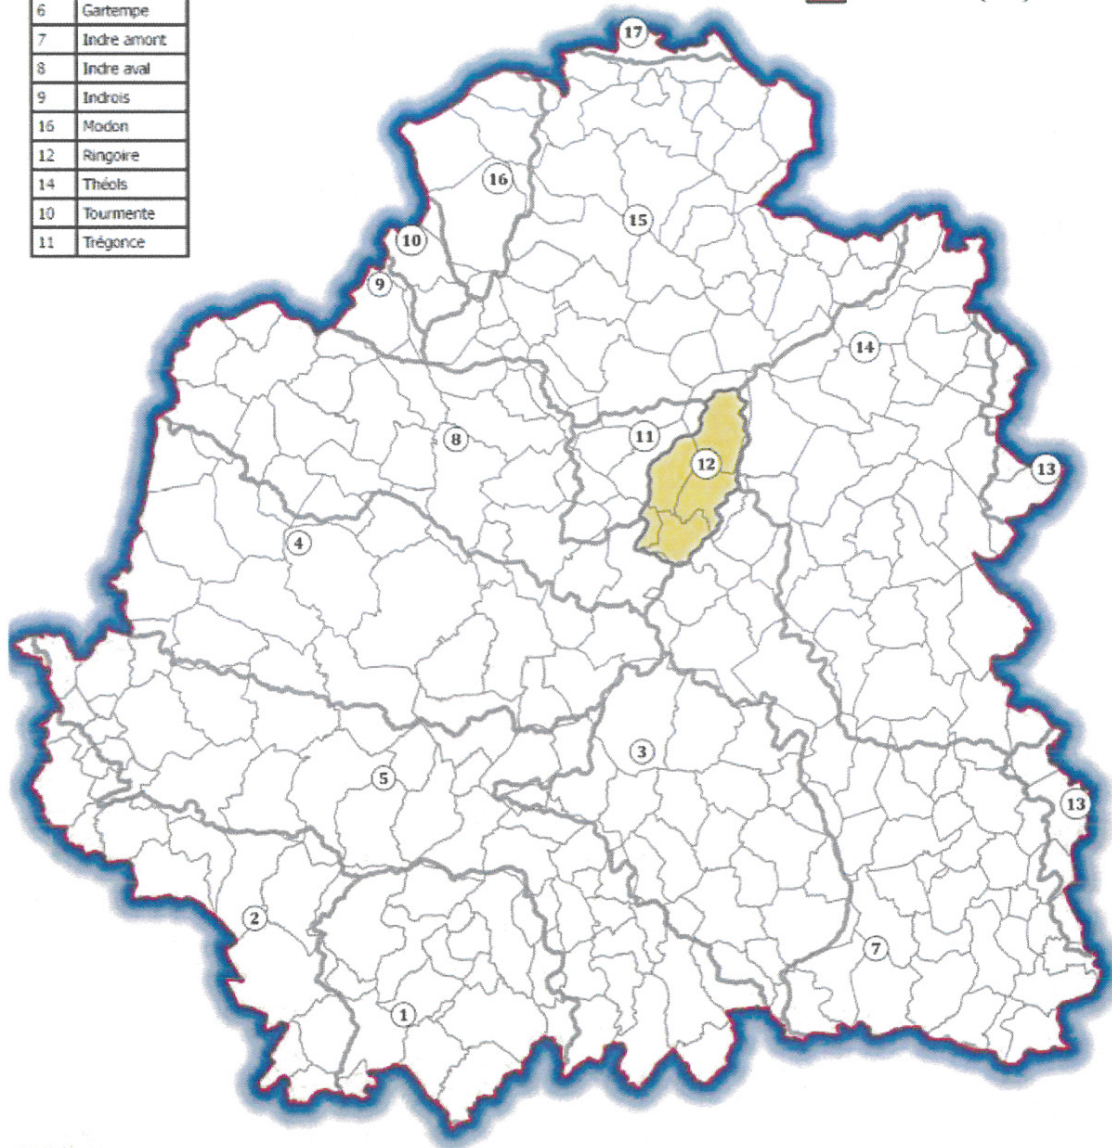 6 Gartempe
7 Indre amont
8 Indre aval
9 Indrois
16 Modon
12 Ringoire
14 Théols
10 Tourmente
11 Trégonce
17
16
15
10
9
14
8
11
12
13
4
3
5
13
2
7
1